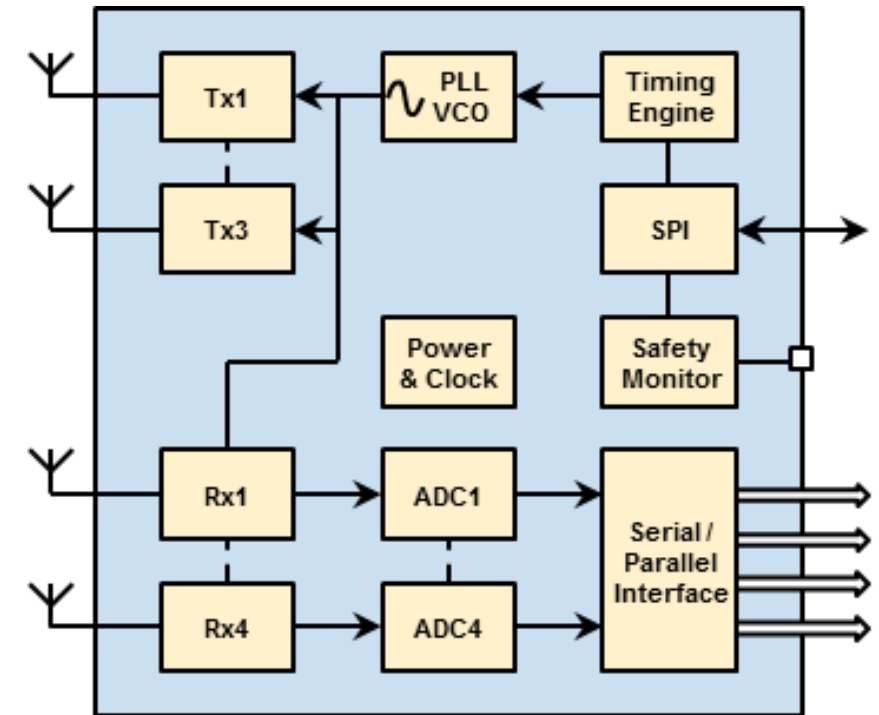 Tx1
PLL
VCO
Timing
Engine
Tx3
SPI
Power
& Clock
Safety
Monitor
Rx1
ADC1
Serial /
Parallel
Interface
Rx4
ADC4